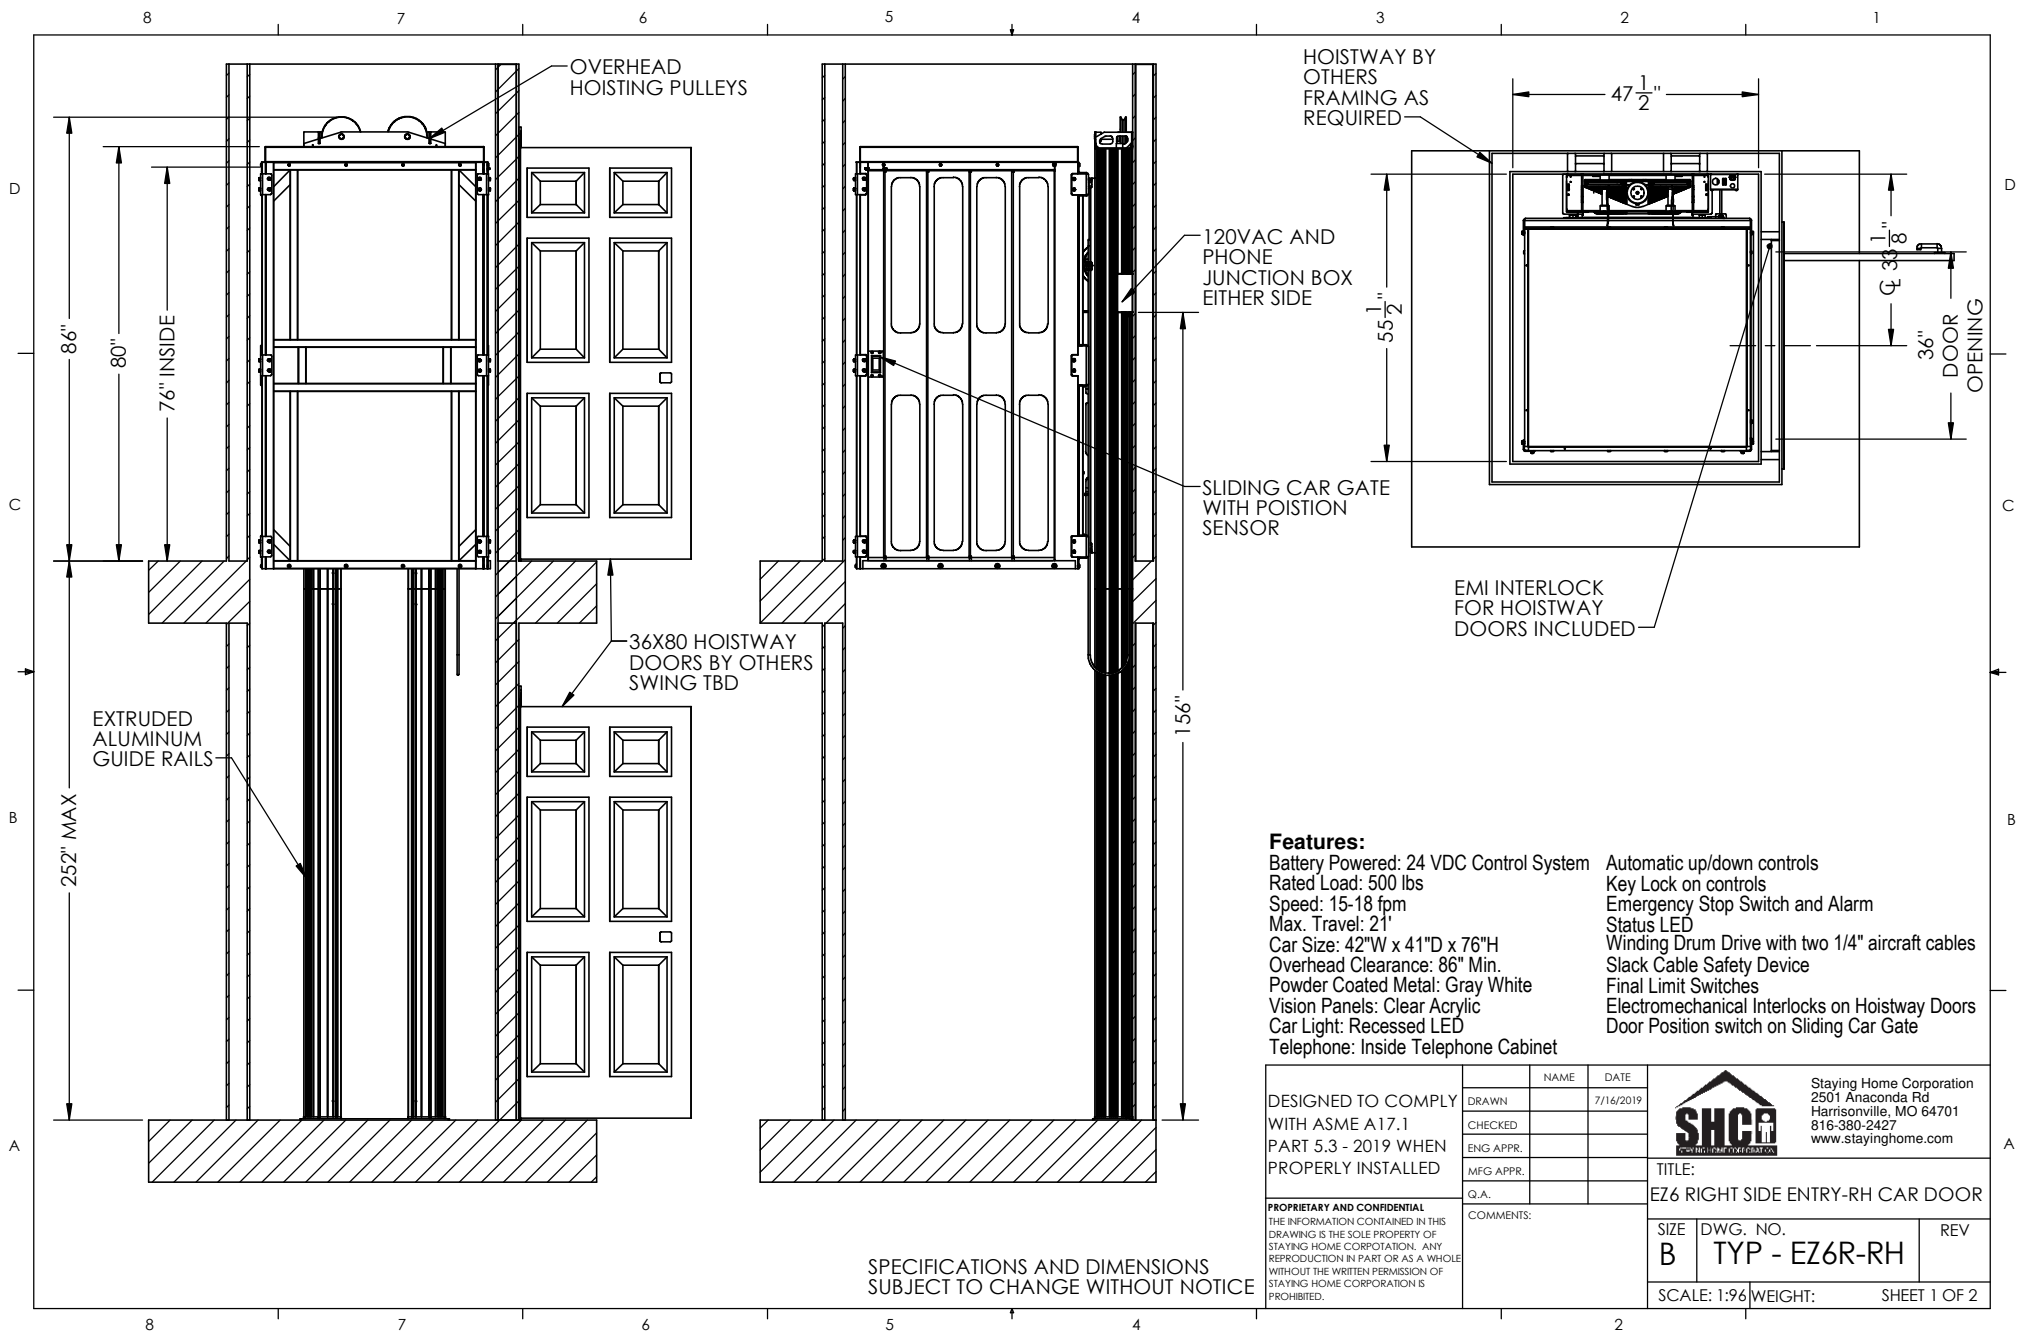 8 7 6 5 4 3 2 1
OVERHEAD
HOISTING PULLEYS
86"
80"
76" INSIDE
252" MAX
EXTRUDED
ALUMINUM
GUIDE RAILS
36X80 HOISTWAY
DOORS BY OTHERS
SWING TBD
120VAC AND
PHONE
JUNCTION BOX
EITHER SIDE
SLIDING CAR GATE
WITH POISTION
SENSOR
156"
HOISTWAY BY
OTHERS
FRAMING AS
REQUIRED
47 1/2"
55 1/2"
℄ 33 1/8"
36"
DOOR
OPENING
EMI INTERLOCK
FOR HOISTWAY
DOORS INCLUDED
D
D
C
C
B
B
A
A
Features:
Battery Powered: 24 VDC Control System
Rated Load: 500 lbs
Speed: 15-18 fpm
Max. Travel: 21'
Car Size: 42"W x 41"D x 76"H
Overhead Clearance: 86" Min.
Powder Coated Metal: Gray White
Vision Panels: Clear Acrylic
Car Light: Recessed LED
Telephone: Inside Telephone Cabinet
Automatic up/down controls
Key Lock on controls
Emergency Stop Switch and Alarm
Status LED
Winding Drum Drive with two 1/4" aircraft cables
Slack Cable Safety Device
Final Limit Switches
Electromechanical Interlocks on Hoistway Doors
Door Position switch on Sliding Car Gate
DESIGNED TO COMPLY
WITH ASME A17.1
PART 5.3 - 2019 WHEN
PROPERLY INSTALLED
PROPRIETARY AND CONFIDENTIAL
THE INFORMATION CONTAINED IN THIS
DRAWING IS THE SOLE PROPERTY OF
STAYING HOME CORPOTATION. ANY
REPRODUCTION IN PART OR AS A WHOLE
WITHOUT THE WRITTEN PERMISSION OF
STAYING HOME CORPORATION IS
PROHIBITED.
NAME DATE
DRAWN 7/16/2019
CHECKED
ENG APPR.
MFG APPR.
Q.A.
COMMENTS:
SHC
STAYING HOME CORPORATION
Staying Home Corporation
2501 Anaconda Rd
Harrisonville, MO 64701
816-380-2427
www.stayinghome.com
TITLE:
EZ6 RIGHT SIDE ENTRY-RH CAR DOOR
SIZE DWG. NO. REV
B TYP - EZ6R-RH
SCALE: 1:96 WEIGHT: SHEET 1 OF 2
SPECIFICATIONS AND DIMENSIONS
SUBJECT TO CHANGE WITHOUT NOTICE
8 7 6 5 4 2